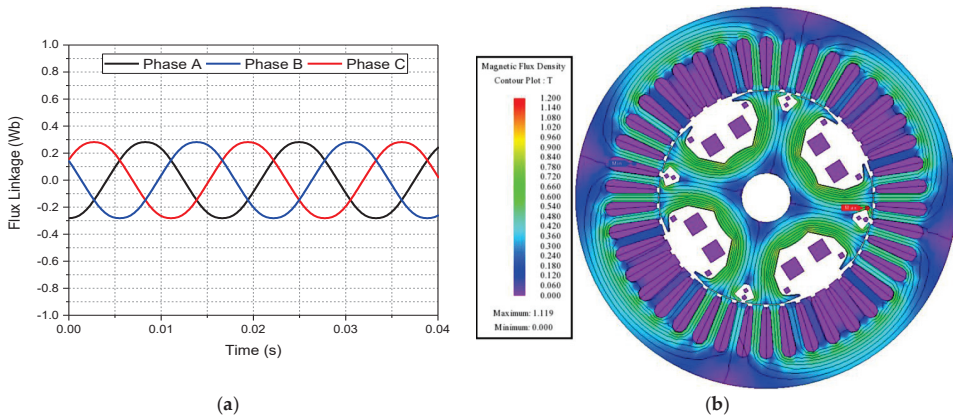 (a)
1.0
0.8
0.6
0.4
0.2
0.0
-0.2
-0.4
-0.6
-0.8
-1.0
Flux Linkage (Wb)
Phase A Phase B Phase C
0.00 0.01 0.02 0.03 0.04
Time (s)
Magnetic Flux Density
Contour Plot : T
1.200
1.140
1.080
1.020
0.960
0.900
0.840
0.780
0.720
0.660
0.600
0.540
0.480
0.420
0.360
0.300
0.240
0.180
0.120
0.060
0.000
Maximum: 1.119
Minimum: 0.000
(a)
(b)